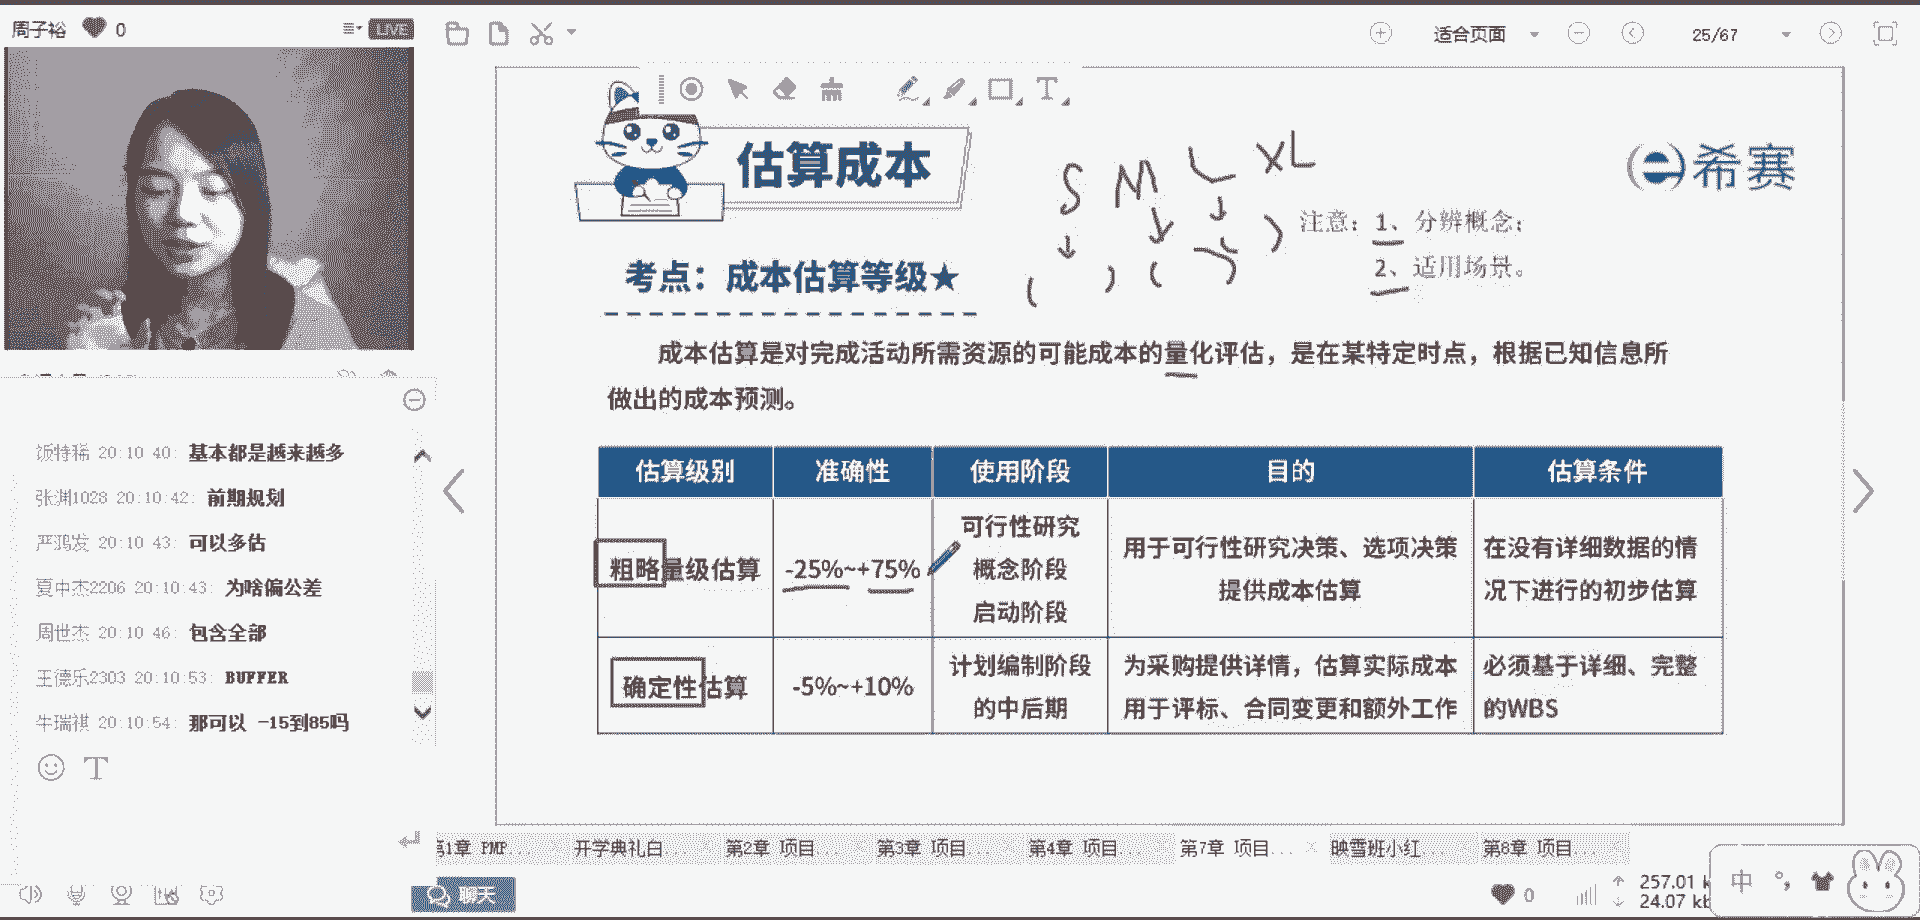 周子裕 0
LIVE
适合页面
25/67
估算成本
S M L XL
希赛
注意：1、分辨概念；
2、适用场景。
考点：成本估算等级★
成本估算是对完成活动所需资源的可能成本的量化评估，是在某特定时点，根据已知信息所
做出的成本预测。
估算级别 准确性 使用阶段 目的 估算条件
粗略量级估算 -25%~+75% 可行性研究 概念阶段 启动阶段 用于可行性研究决策、选项决策 提供成本估算 在没有详细数据的情 况下进行的初步估算
确定性估算 -5%~+10% 计划编制阶段 的中后期 为采购提供详情，估算实际成本 用于评标、合同变更和额外工作 必须基于详细、完整 的WBS
饭特稀 20:10:40: 基本都是越来越多
张渊1028 20:10:42: 前期规划
严鸿发 20:10:43: 可以多估
夏中杰2206 20:10:43: 为啥偏公差
周世杰 20:10:46: 包含全部
王德乐2303 20:10:53: BUFFER
牛瑞祺 20:10:54: 那可以 -15到85吗
T
第1章 PMP... 开学典礼白... 第2章 项目... 第3章 项目... 第4章 项目... 第7章 项目... 映雪班小红... 第8章 项目...
聊天
0
257.01 k
24.07 kb
中